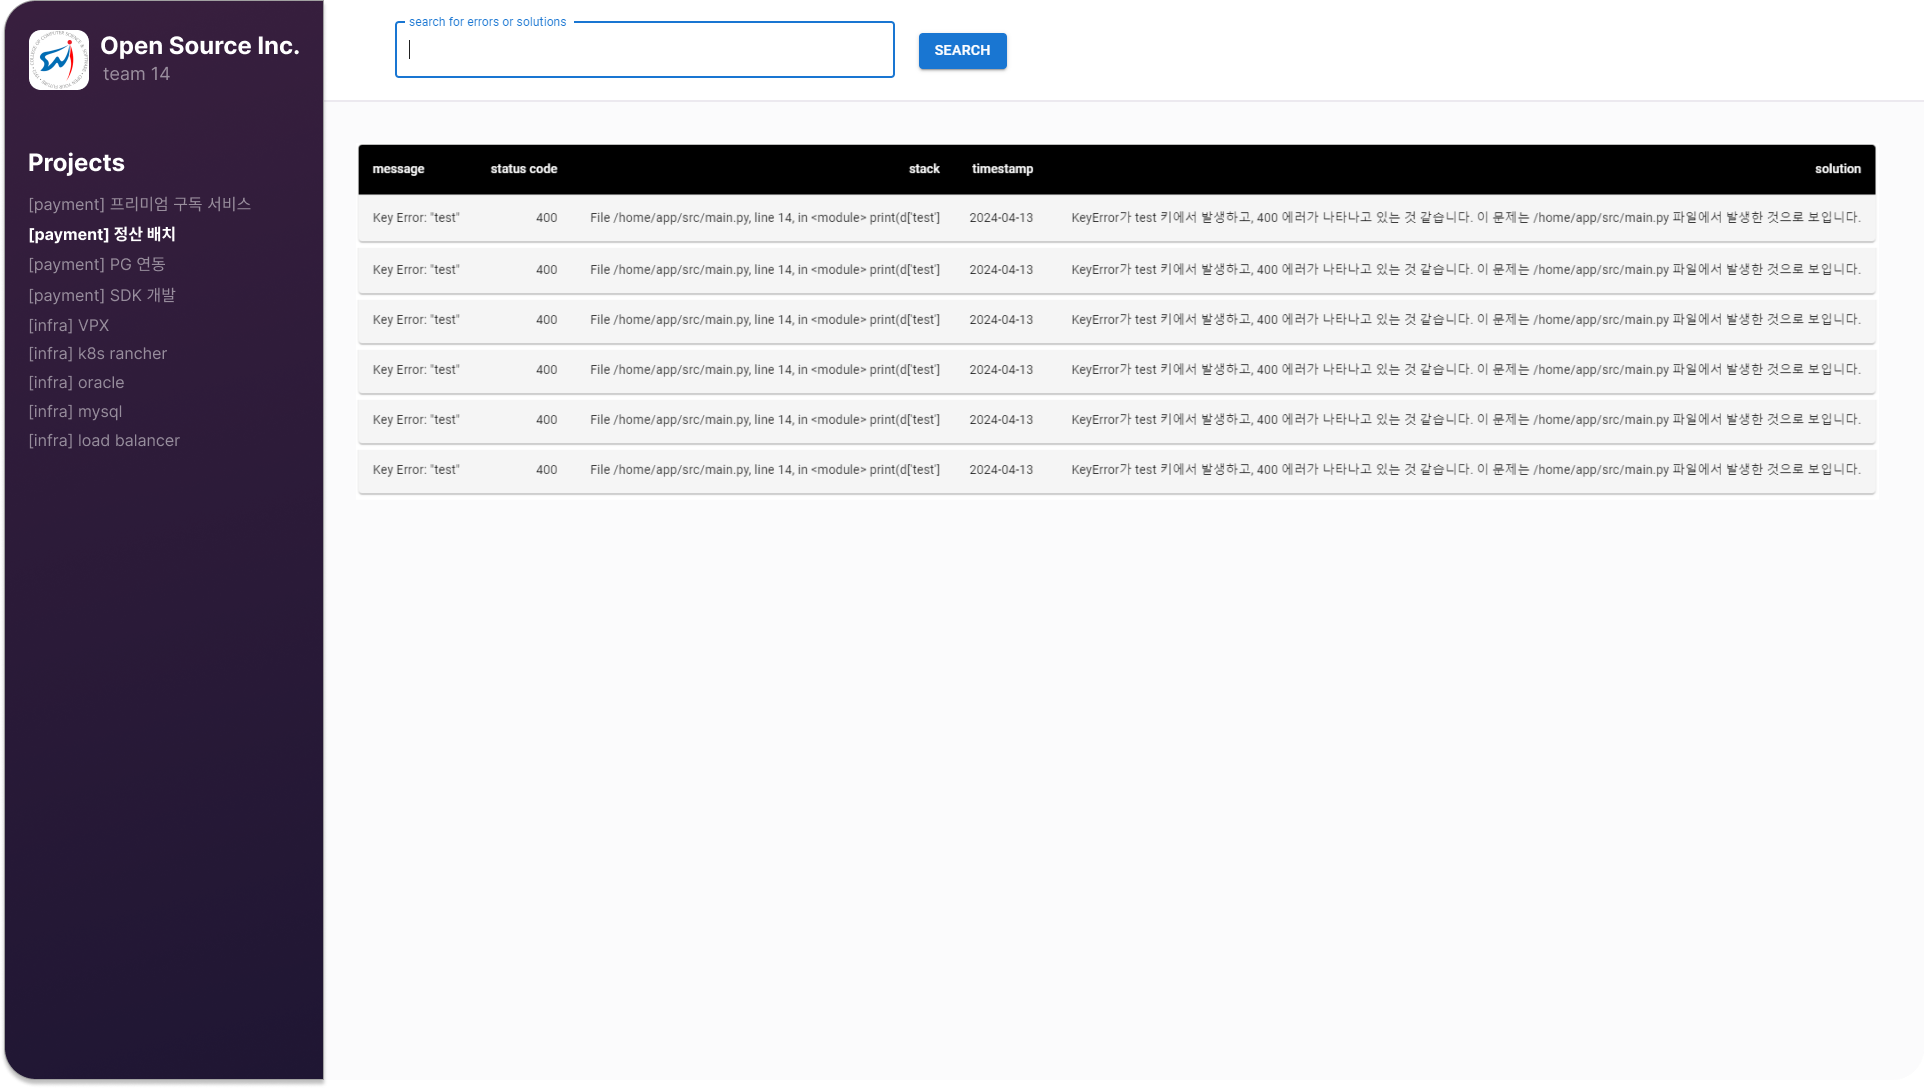 Open Source Inc.
team 14
Projects
[payment] 프리미엄 구독 서비스
[payment] 정산 배치
[payment] PG 연동
[payment] SDK 개발
[infra] VPX
[infra] k8s rancher
[infra] oracle
[infra] mysql
[infra] load balancer
search for errors or solutions
SEARCH
message status code stack timestamp solution
Key Error: "test" 400 File /home/app/src/main.py, line 14, in <module> print(d['test'] 2024-04-13 KeyError가 test 키에서 발생하고, 400 에러가 나타나고 있는 것 같습니다. 이 문제는 /home/app/src/main.py 파일에서 발생한 것으로 보입니다.
Key Error: "test" 400 File /home/app/src/main.py, line 14, in <module> print(d['test'] 2024-04-13 KeyError가 test 키에서 발생하고, 400 에러가 나타나고 있는 것 같습니다. 이 문제는 /home/app/src/main.py 파일에서 발생한 것으로 보입니다.
Key Error: "test" 400 File /home/app/src/main.py, line 14, in <module> print(d['test'] 2024-04-13 KeyError가 test 키에서 발생하고, 400 에러가 나타나고 있는 것 같습니다. 이 문제는 /home/app/src/main.py 파일에서 발생한 것으로 보입니다.
Key Error: "test" 400 File /home/app/src/main.py, line 14, in <module> print(d['test'] 2024-04-13 KeyError가 test 키에서 발생하고, 400 에러가 나타나고 있는 것 같습니다. 이 문제는 /home/app/src/main.py 파일에서 발생한 것으로 보입니다.
Key Error: "test" 400 File /home/app/src/main.py, line 14, in <module> print(d['test'] 2024-04-13 KeyError가 test 키에서 발생하고, 400 에러가 나타나고 있는 것 같습니다. 이 문제는 /home/app/src/main.py 파일에서 발생한 것으로 보입니다.
Key Error: "test" 400 File /home/app/src/main.py, line 14, in <module> print(d['test'] 2024-04-13 KeyError가 test 키에서 발생하고, 400 에러가 나타나고 있는 것 같습니다. 이 문제는 /home/app/src/main.py 파일에서 발생한 것으로 보입니다.